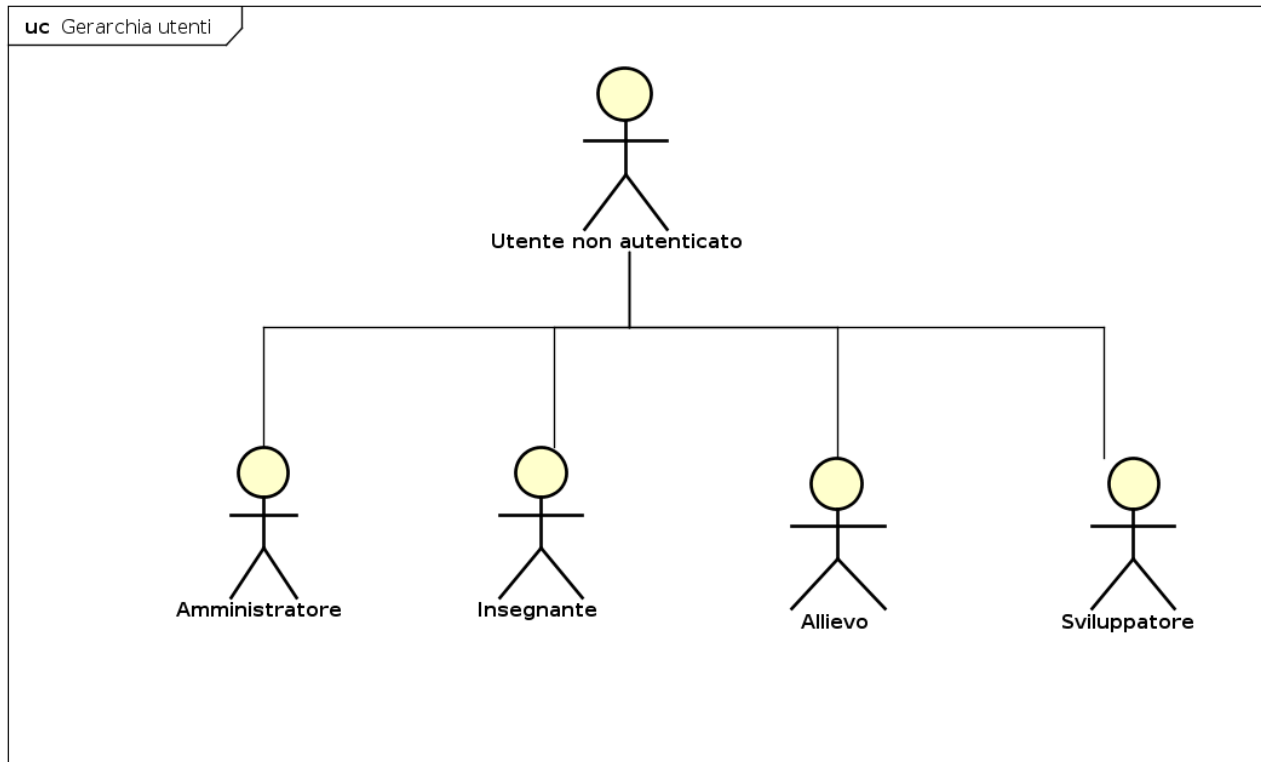 uc Gerarchia utenti
Utente non autenticato
Amministratore
Insegnante
Allievo
Sviluppatore